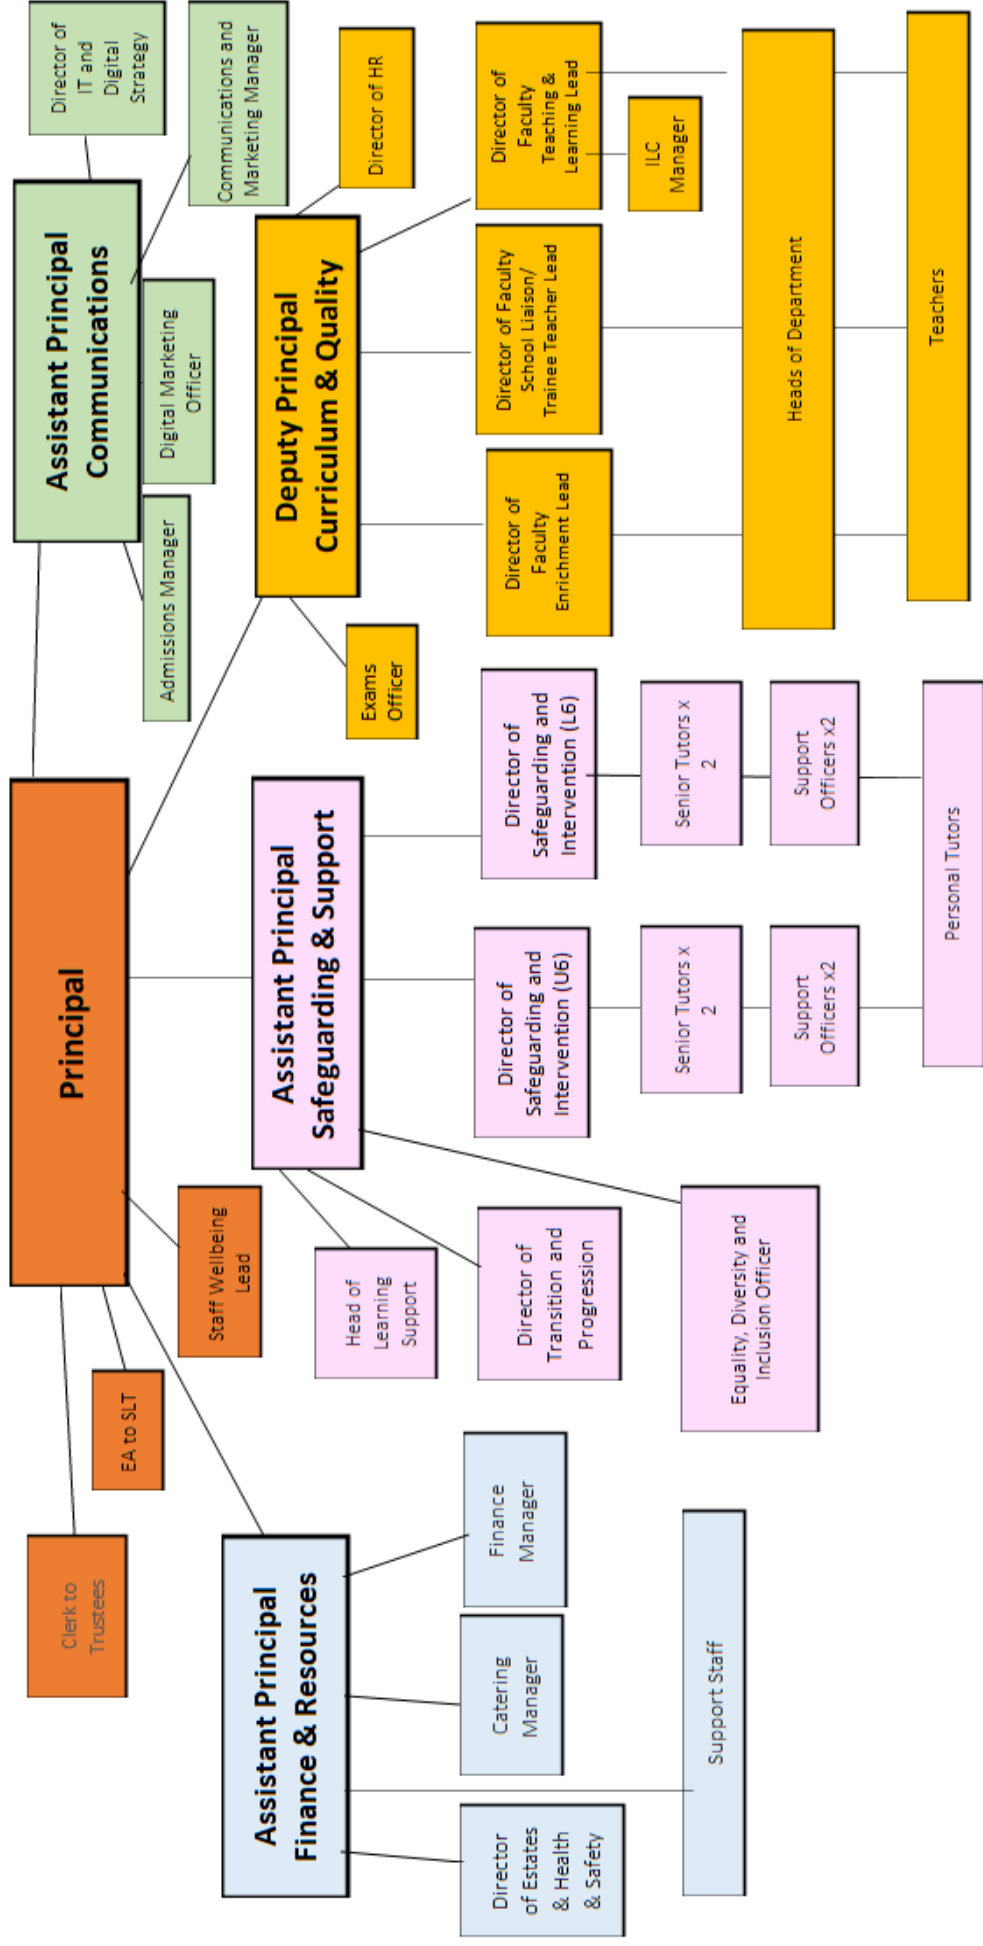 Principal
Clerk to
Trustees
EA to SLT
Staff Wellbeing
Lead
Assistant Principal
Communications
Director of
IT and
Digital
Strategy
Communications and
Marketing Manager
Digital Marketing
Officer
Admissions Manager
Assistant Principal
Finance & Resources
Director
of Estates
& Health
& Safety
Catering
Manager
Finance
Manager
Support Staff
Assistant Principal
Safeguarding & Support
Head of
Learning
Support
Director of
Transition and
Progression
Equality, Diversity and
Inclusion Officer
Director of
Safeguarding and
Intervention (U6)
Senior Tutors x
2
Support
Officers x2
Director of
Safeguarding and
Intervention (L6)
Senior Tutors x
2
Support
Officers x2
Personal Tutors
Deputy Principal
Curriculum & Quality
Exams
Officer
Director of HR
Director of
Faculty
Enrichment Lead
Director of Faculty
School Liaison/
Trainee Teacher Lead
Director of
Faculty
Teaching &
Learning Lead
ILC
Manager
Heads of Department
Teachers